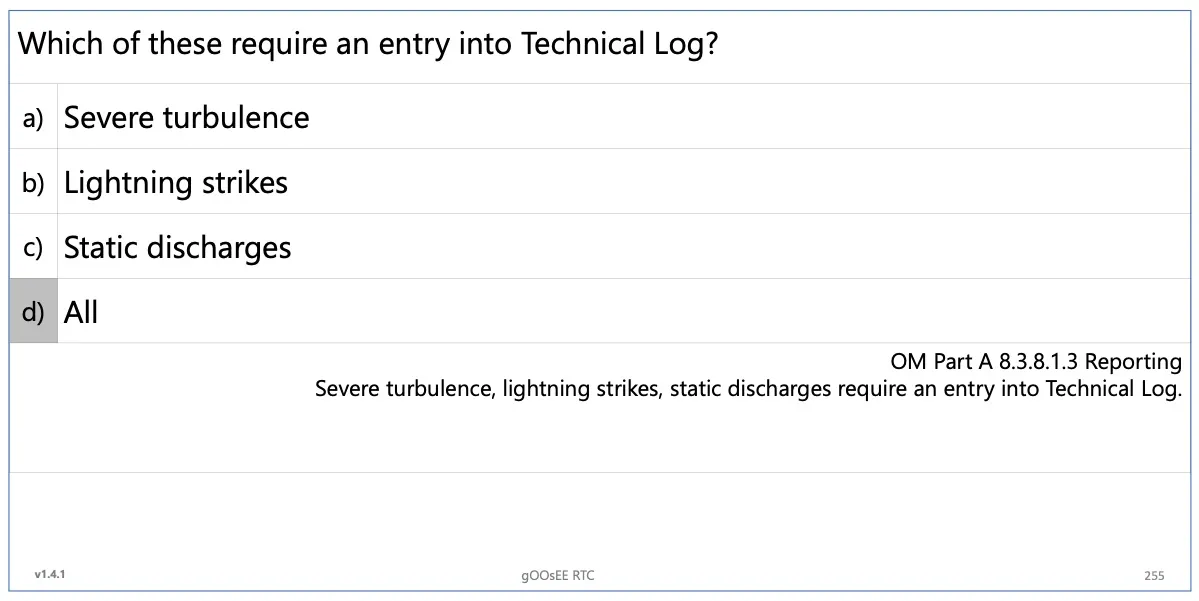 Which of these require an entry into Technical Log?
a) Severe turbulence
b) Lightning strikes
c) Static discharges
d) All
OM Part A 8.3.8.1.3 Reporting
Severe turbulence, lightning strikes, static discharges require an entry into Technical Log.
v1.4.1 gOOsEE RTC 255